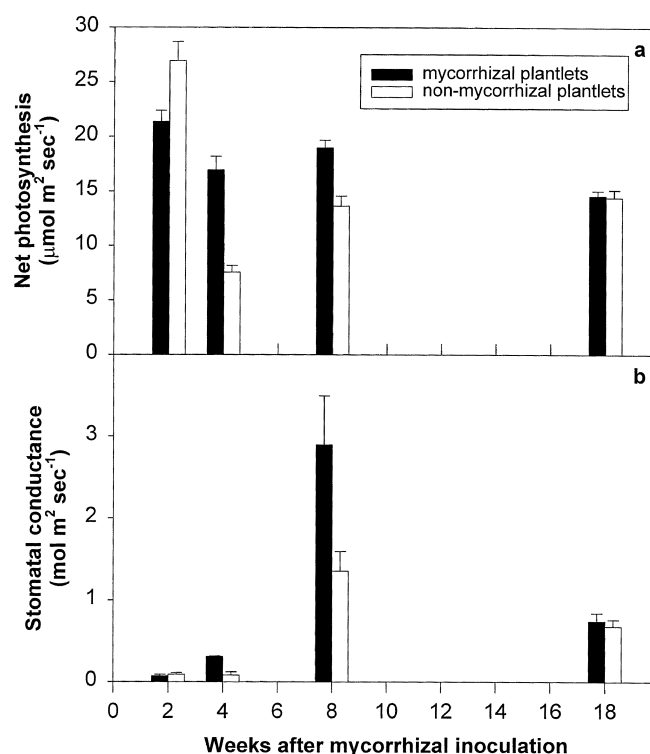 30
25
20
15
10
5
0
Net photosynthesis
(μmol m² sec⁻¹)
a
mycorrhizal plantlets
non-mycorrhizal plantlets
3
2
1
0
Stomatal conductance
(mol m² sec⁻¹)
b
0 2 4 6 8 10 12 14 16 18
Weeks after mycorrhizal inoculation